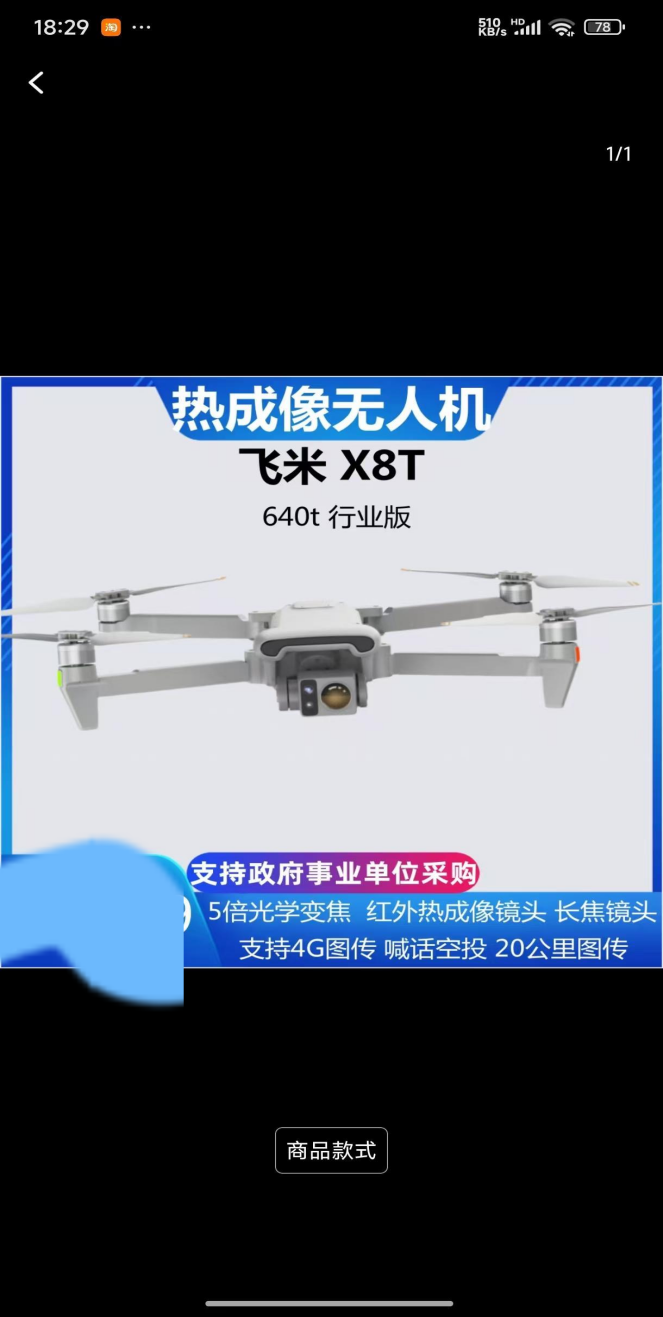 18:29 淘 ... 510 KB/s HD 78
1/1
热成像无人机
飞米 X8T
640t 行业版
支持政府事业单位采购
9 5倍光学变焦 红外热成像镜头 长焦镜头
支持4G图传 喊话空投 20公里图传
商品款式